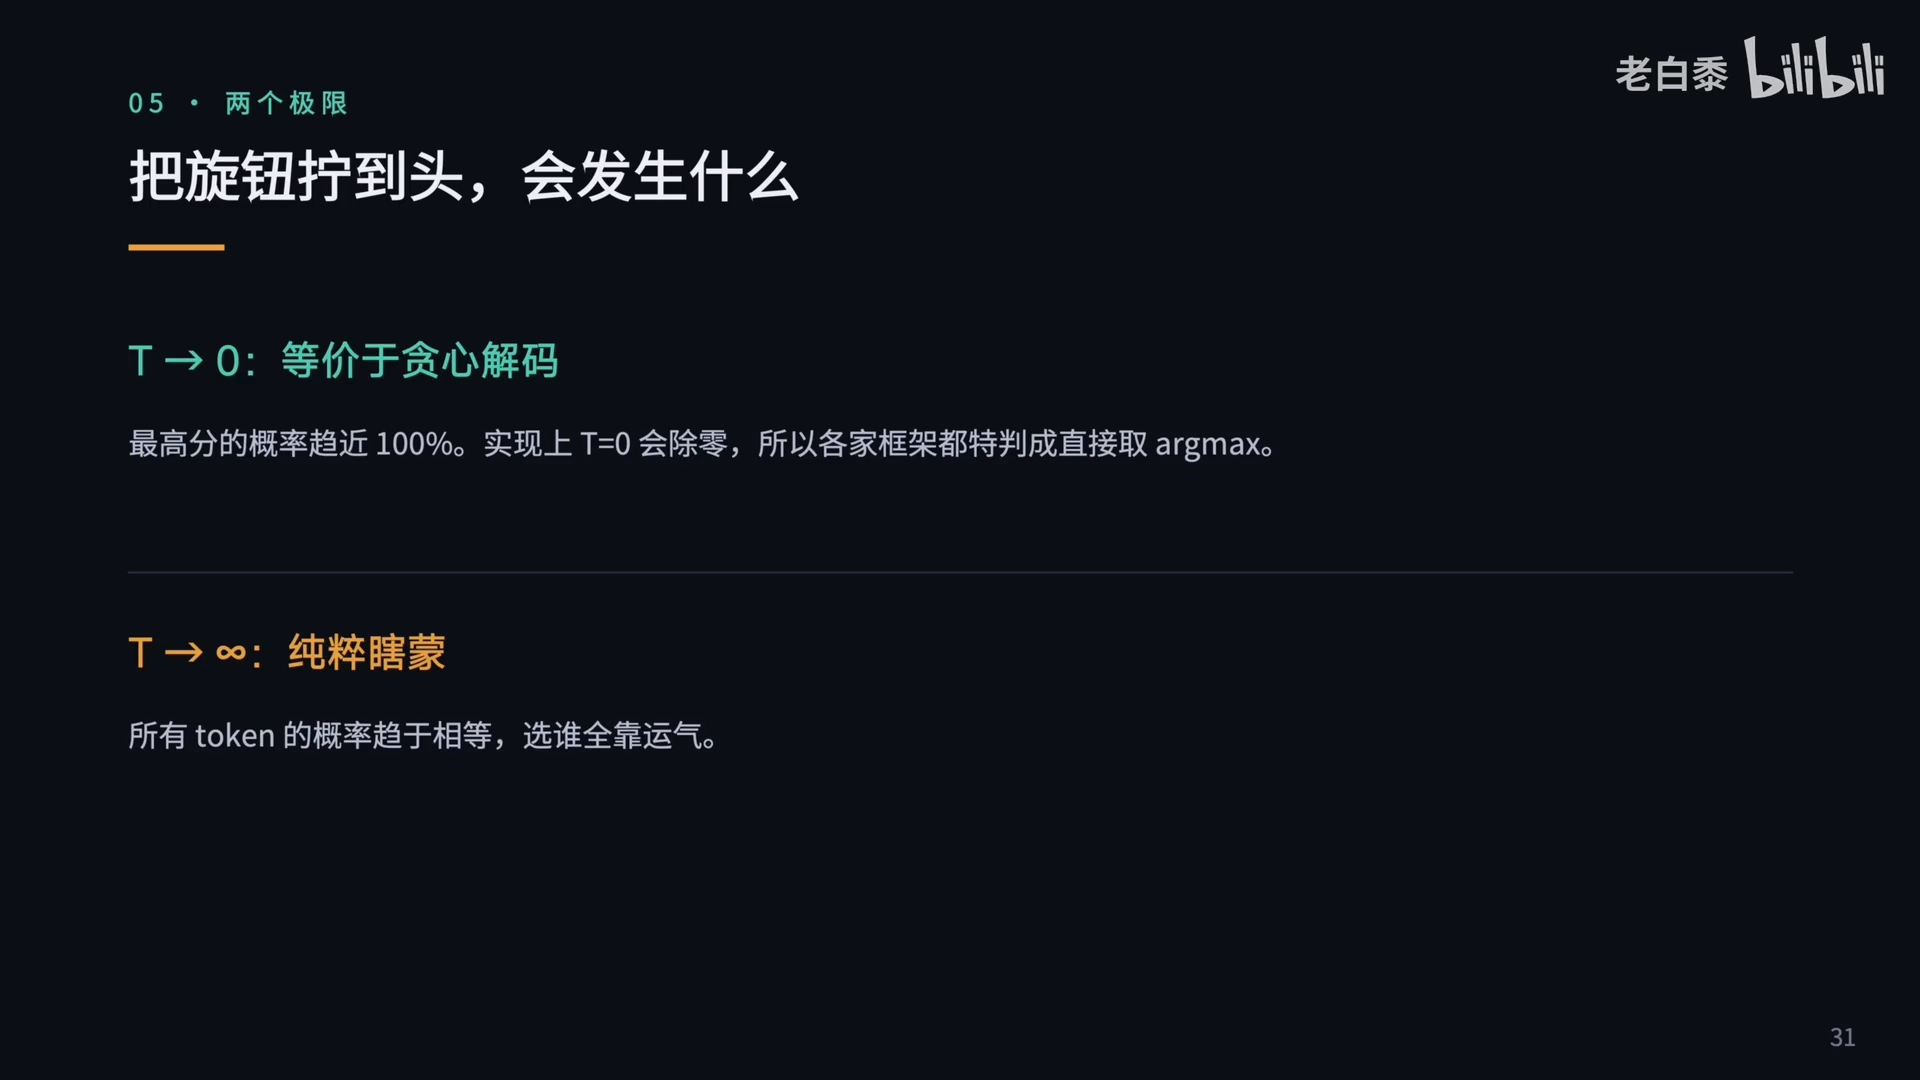 老白黍 bilibili
05 · 两个极限
把旋钮拧到头，会发生什么
T → 0：等价于贪心解码
最高分的概率趋近 100%。实现上 T=0 会除零，所以各家框架都特判成直接取 argmax。
T → ∞：纯粹瞎蒙
所有 token 的概率趋于相等，选谁全靠运气。
31